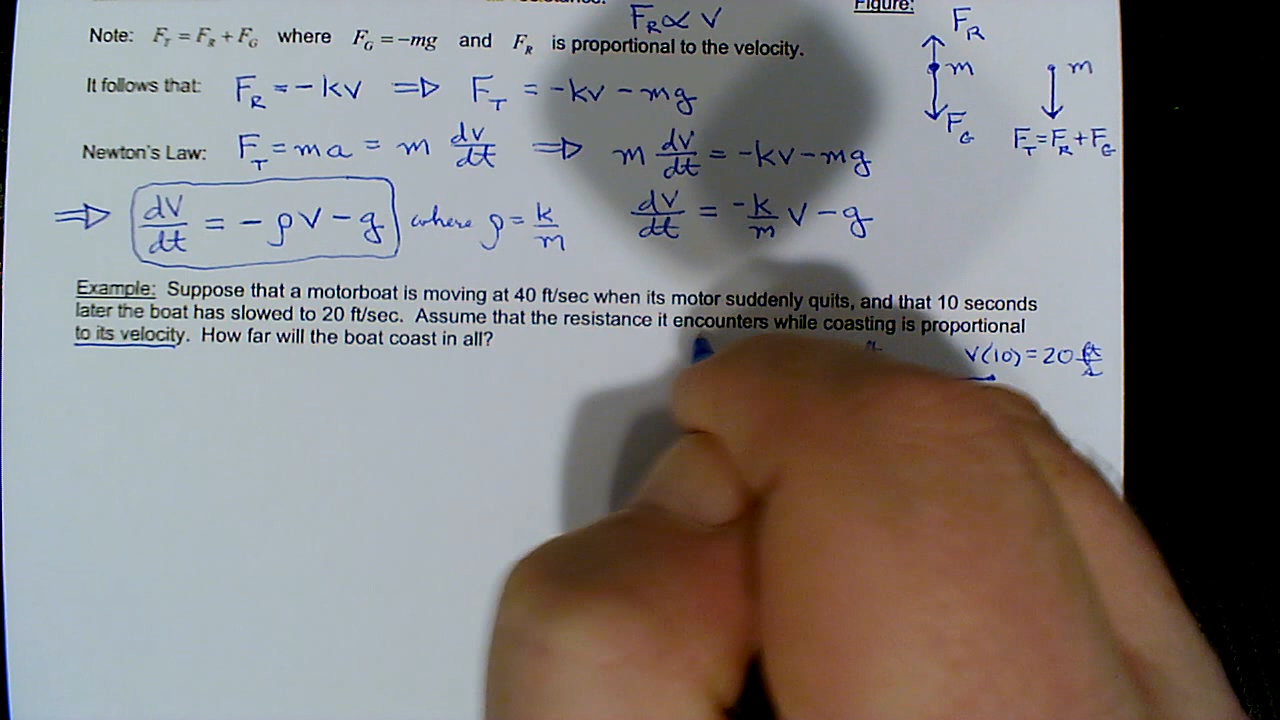 F_R ∝ v
Figure:
Note: F_T = F_R + F_G where F_G = -mg and F_R is proportional to the velocity.
F_R
m
F_G
m
F_T = F_R + F_G
It follows that: F_R = -kv ⇒ F_T = -kv - mg
Newton's Law: F_T = ma = m dv/dt ⇒ m dv/dt = -kv - mg
⇒ dv/dt = -ρv - g where ρ = k/m dv/dt = -k/m v - g
Example: Suppose that a motorboat is moving at 40 ft/sec when its motor suddenly quits, and that 10 seconds
later the boat has slowed to 20 ft/sec. Assume that the resistance it encounters while coasting is proportional
to its velocity. How far will the boat coast in all?
v(10) = 20 ft/s